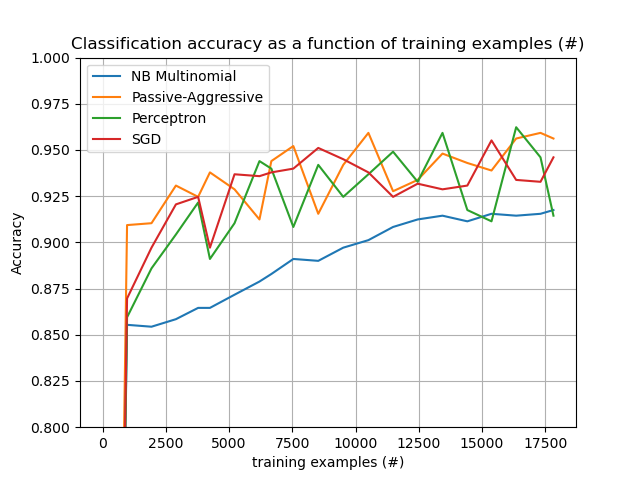 Classification accuracy as a function of training examples (#)
1.000
0.975
0.950
0.925
0.900
0.875
0.850
0.825
0.800
Accuracy
NB Multinomial
Passive-Aggressive
Perceptron
SGD
0 2500 5000 7500 10000 12500 15000 17500
training examples (#)